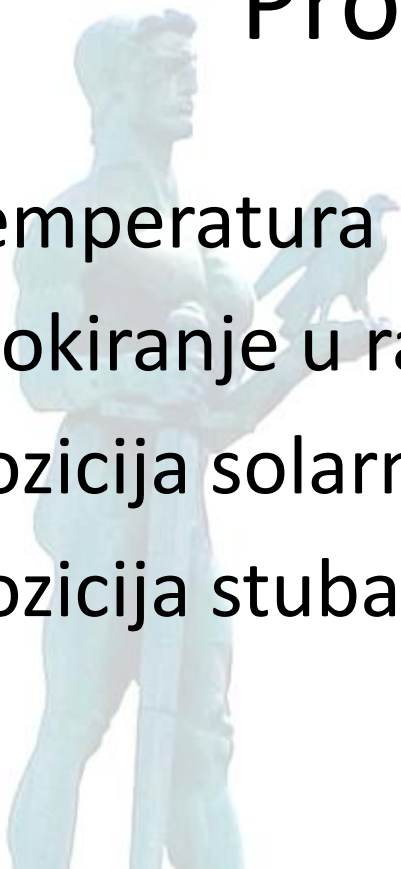 Pro
emperatura
okiranje u ra
ozicija solarn
ozicija stuba